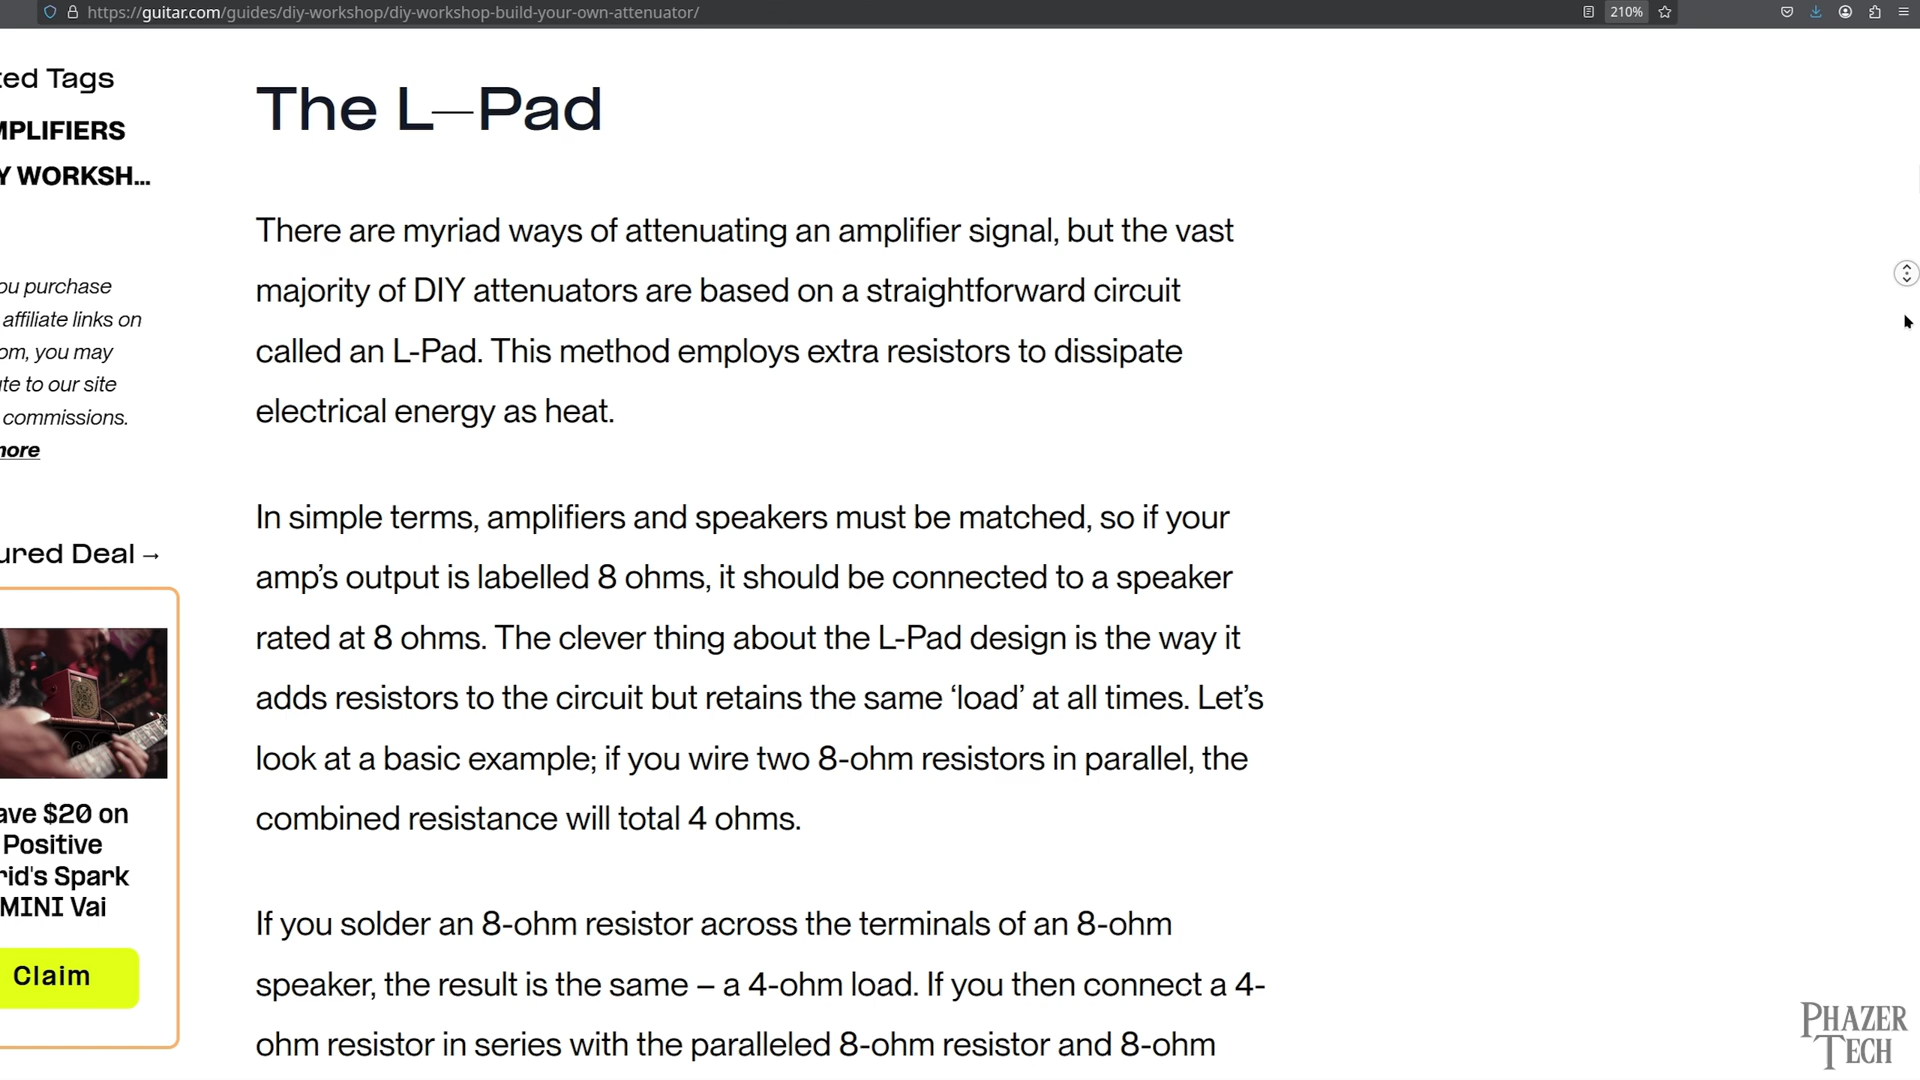 https://guitar.com/guides/diy-workshop/diy-workshop-build-your-own-attenuator/
210%
ted Tags
MPLIFIERS
Y WORKSH...
ou purchase
affiliate links on
om, you may
te to our site
commissions.
nore
ured Deal →
ave $20 on
Positive
rid's Spark
MINI Vai
Claim
The L—Pad
There are myriad ways of attenuating an amplifier signal, but the vast
majority of DIY attenuators are based on a straightforward circuit
called an L-Pad. This method employs extra resistors to dissipate
electrical energy as heat.
In simple terms, amplifiers and speakers must be matched, so if your
amp’s output is labelled 8 ohms, it should be connected to a speaker
rated at 8 ohms. The clever thing about the L-Pad design is the way it
adds resistors to the circuit but retains the same ‘load’ at all times. Let’s
look at a basic example; if you wire two 8-ohm resistors in parallel, the
combined resistance will total 4 ohms.
If you solder an 8-ohm resistor across the terminals of an 8-ohm
speaker, the result is the same – a 4-ohm load. If you then connect a 4-
ohm resistor in series with the paralleled 8-ohm resistor and 8-ohm
PHAZER
TECH